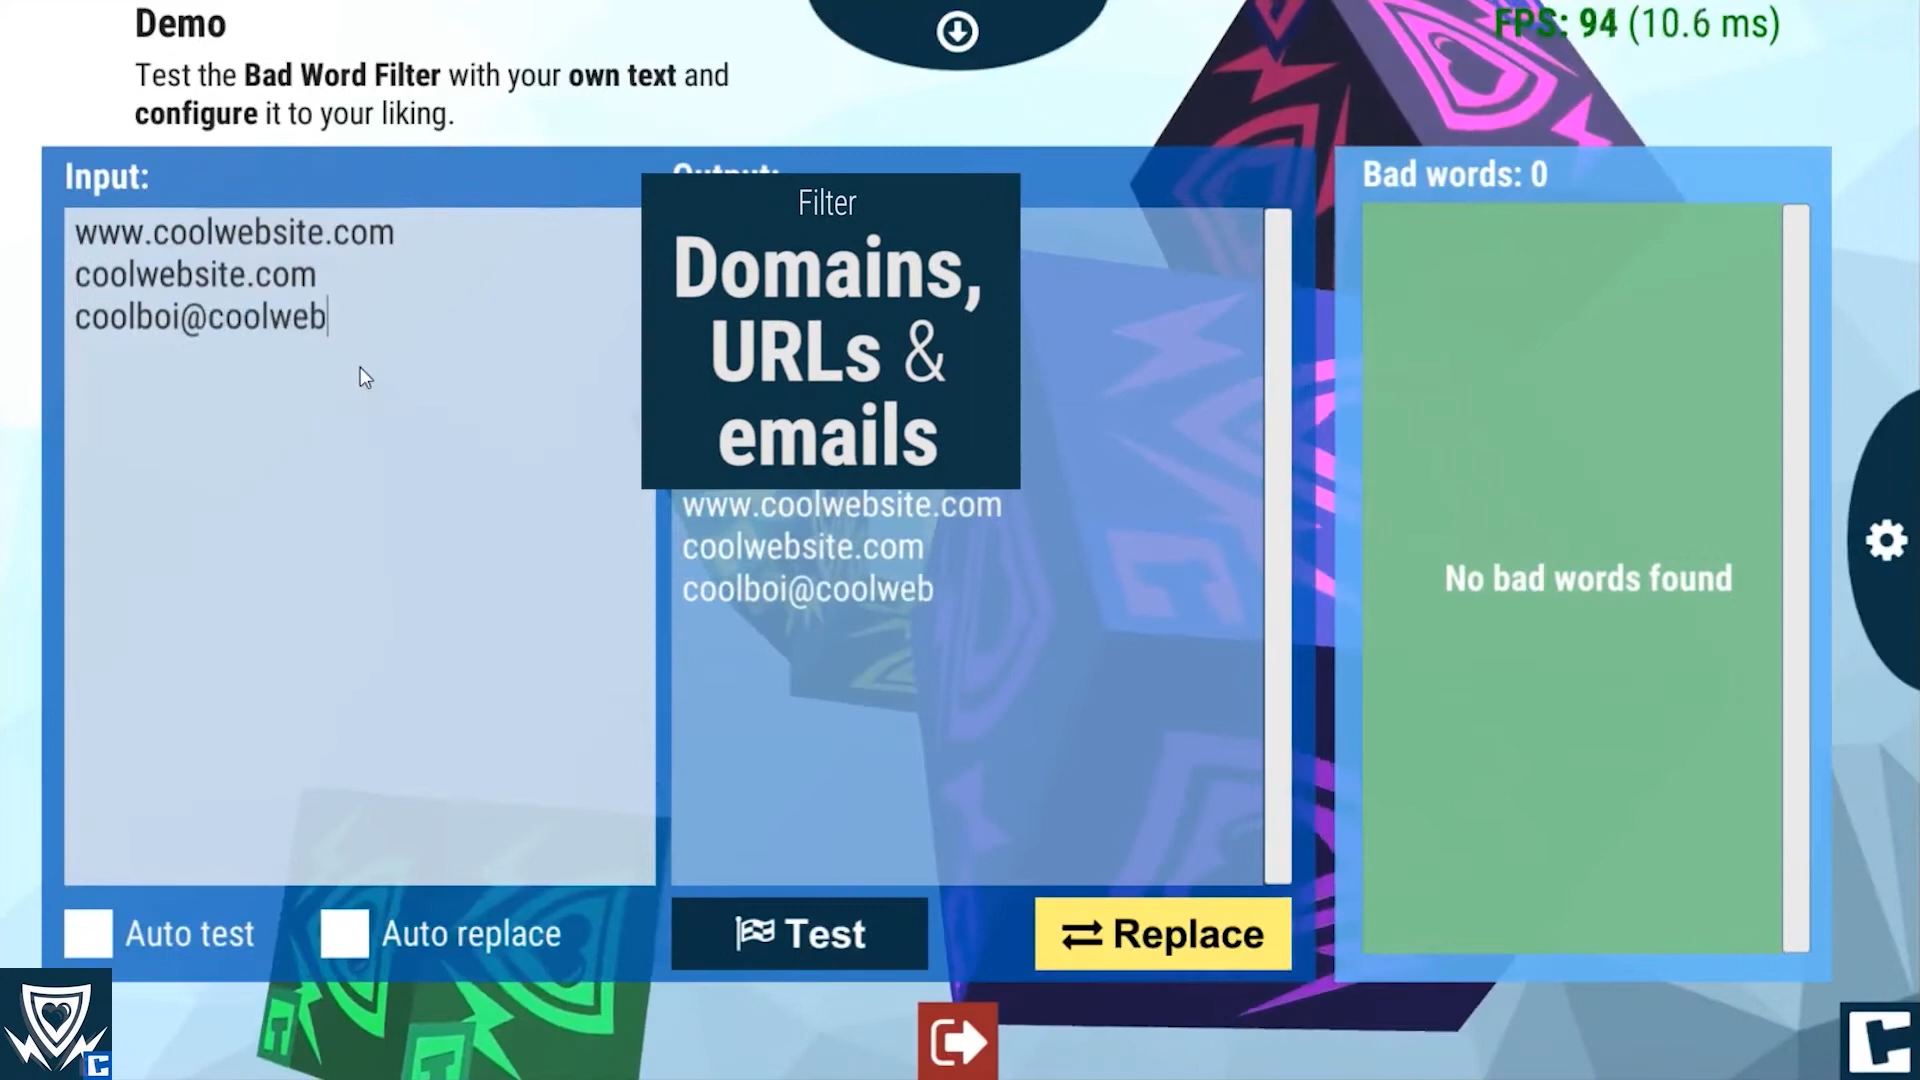 Demo
Test the Bad Word Filter with your own text and
configure it to your liking.
FPS: 94 (10.6 ms)
Input:
www.coolwebsite.com
coolwebsite.com
coolboi@coolweb
Output:
Filter
Domains,
URLs &
emails
www.coolwebsite.com
coolwebsite.com
coolboi@coolweb
Bad words: 0
No bad words found
Auto test
Auto replace
Test
Replace